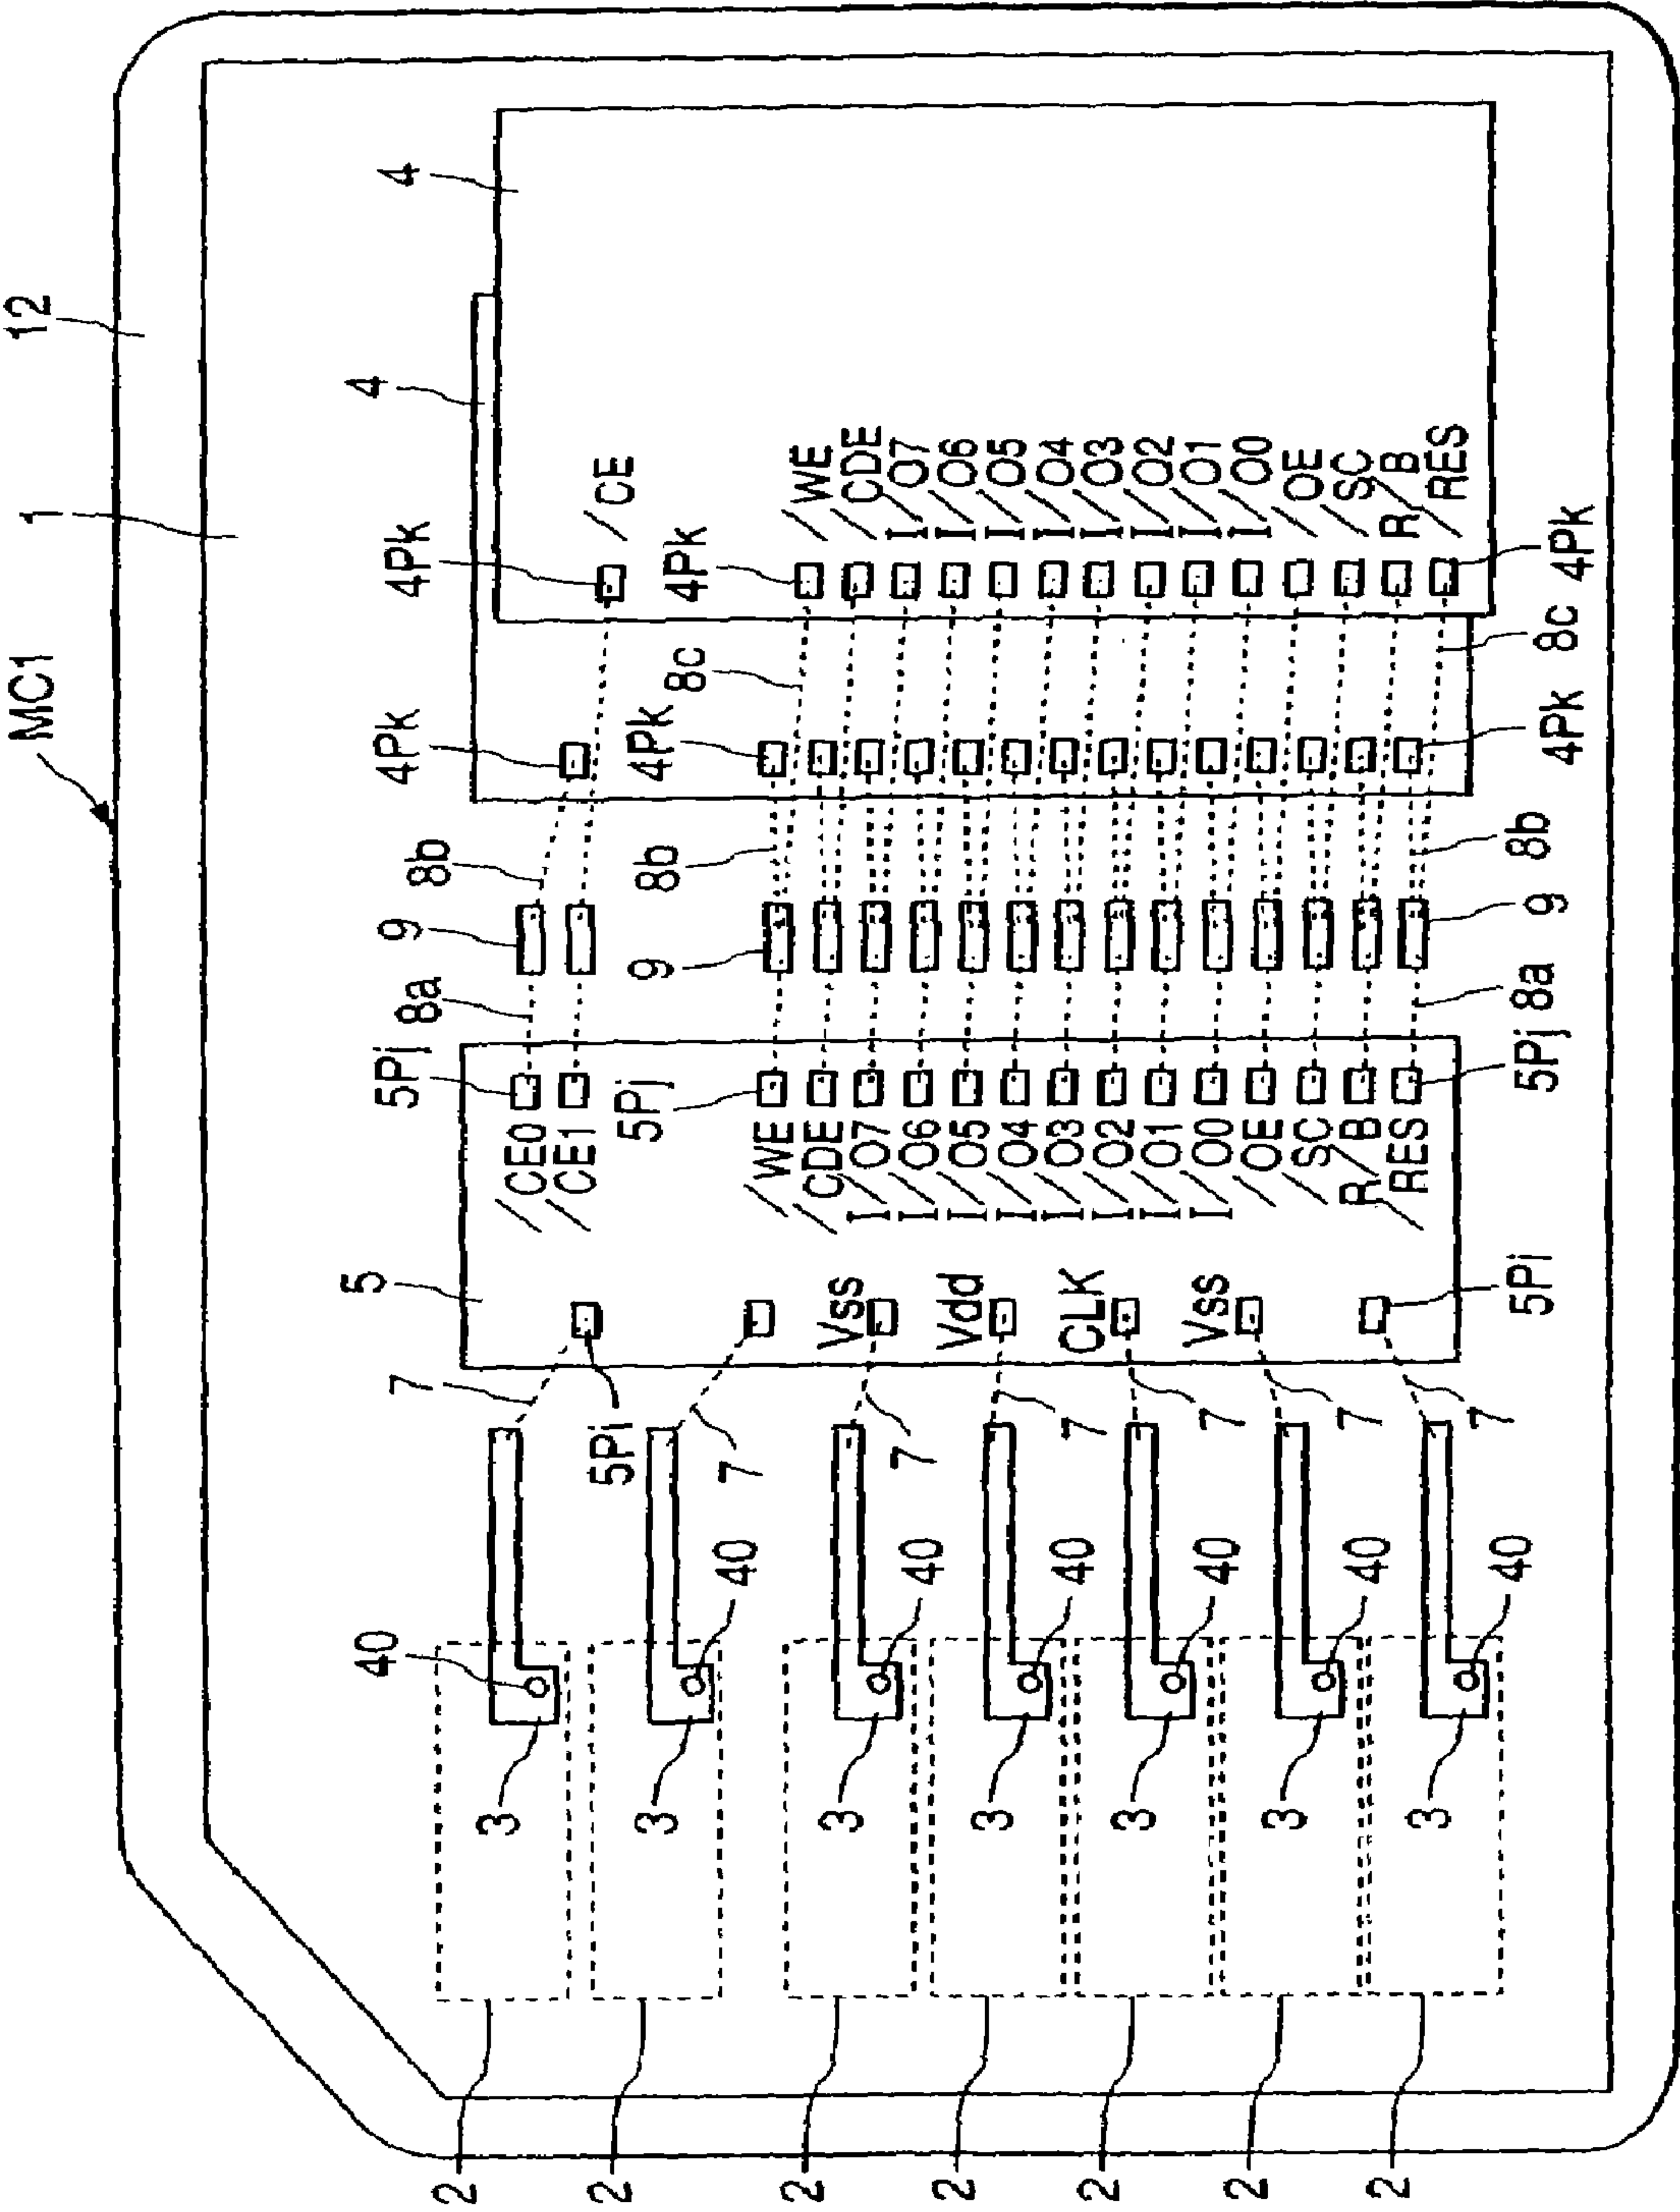 MC1
1
12
5
4
40
7
5Pj
8a
9
8b
4Pk
4Pk
4
2
3
/CE0
/CE1
/CE
2
3
5Pi
5Pj
9
8b
4Pk
8c
4Pk
40
7
/WE
/CDE
I/O7
I/O6
I/O5
I/O4
I/O3
I/O2
I/O1
I/O0
/OE
/SC
R/B
/RES
/WE
/CDE
I/O7
I/O6
I/O5
I/O4
I/O3
I/O2
I/O1
I/O0
/OE
/SC
R/B
/RES
2
3
40
7
Vss
2
3
40
7
Vdd
2
3
40
7
CLK
2
3
40
7
Vss
2
3
40
7
5Pi
5Pj
8a
9
8b
4Pk
8c
4Pk